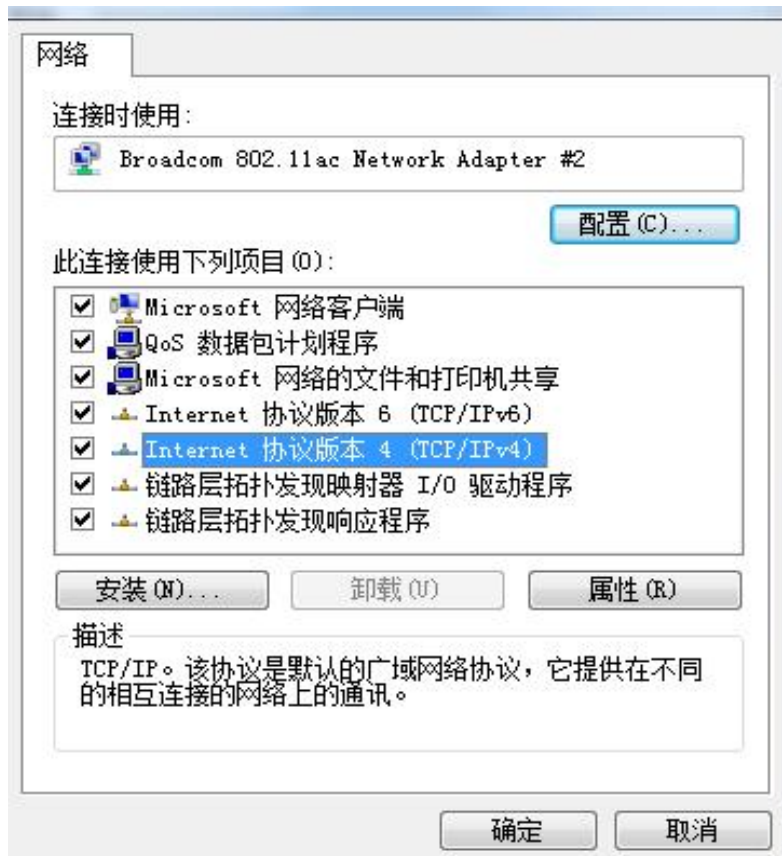 网络
连接时使用:
Broadcom 802.11ac Network Adapter #2
配置(C)...
此连接使用下列项目(O):
Microsoft 网络客户端
QoS 数据包计划程序
Microsoft 网络的文件和打印机共享
Internet 协议版本 6 (TCP/IPv6)
Internet 协议版本 4 (TCP/IPv4)
链路层拓扑发现映射器 I/O 驱动程序
链路层拓扑发现响应程序
安装(N)... 卸载(U) 属性(R)
描述
TCP/IP。该协议是默认的广域网络协议，它提供在不同
的相互连接的网络上的通讯。
确定 取消